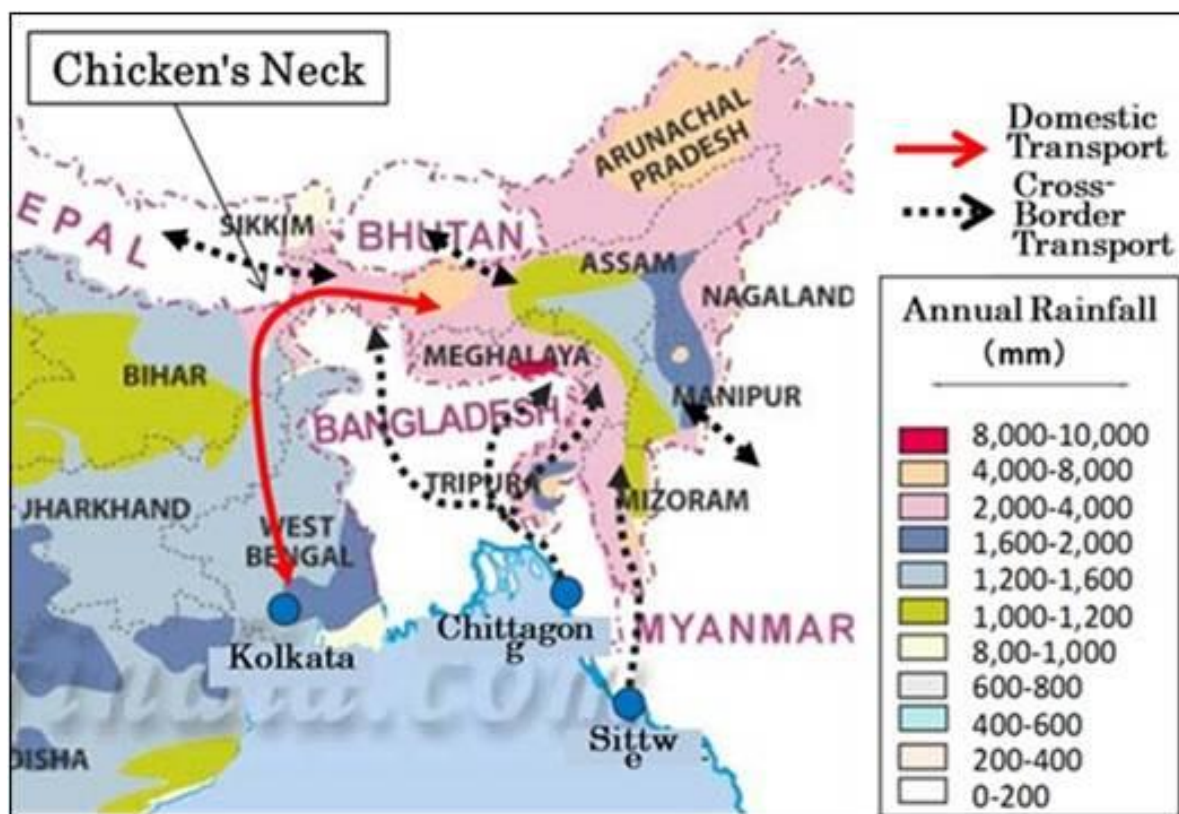 Chicken's Neck
EPAL
SIKKIM
BHUTAN
ARUNACHAL
PRADESH
ASSAM
NAGALAND
BIHAR
MEGHALAYA
MANIPUR
BANGLADESH
TRIPURA
MIZORAM
JHARKHAND
WEST
BENGAL
MYANMAR
Kolkata
Chittagon
g
Sittw
e
DISHA
Domestic
Transport
Cross-
Border
Transport
Annual Rainfall
(mm)
8,000-10,000
4,000-8,000
2,000-4,000
1,600-2,000
1,200-1,600
1,000-1,200
8,00-1,000
600-800
400-600
200-400
0-200